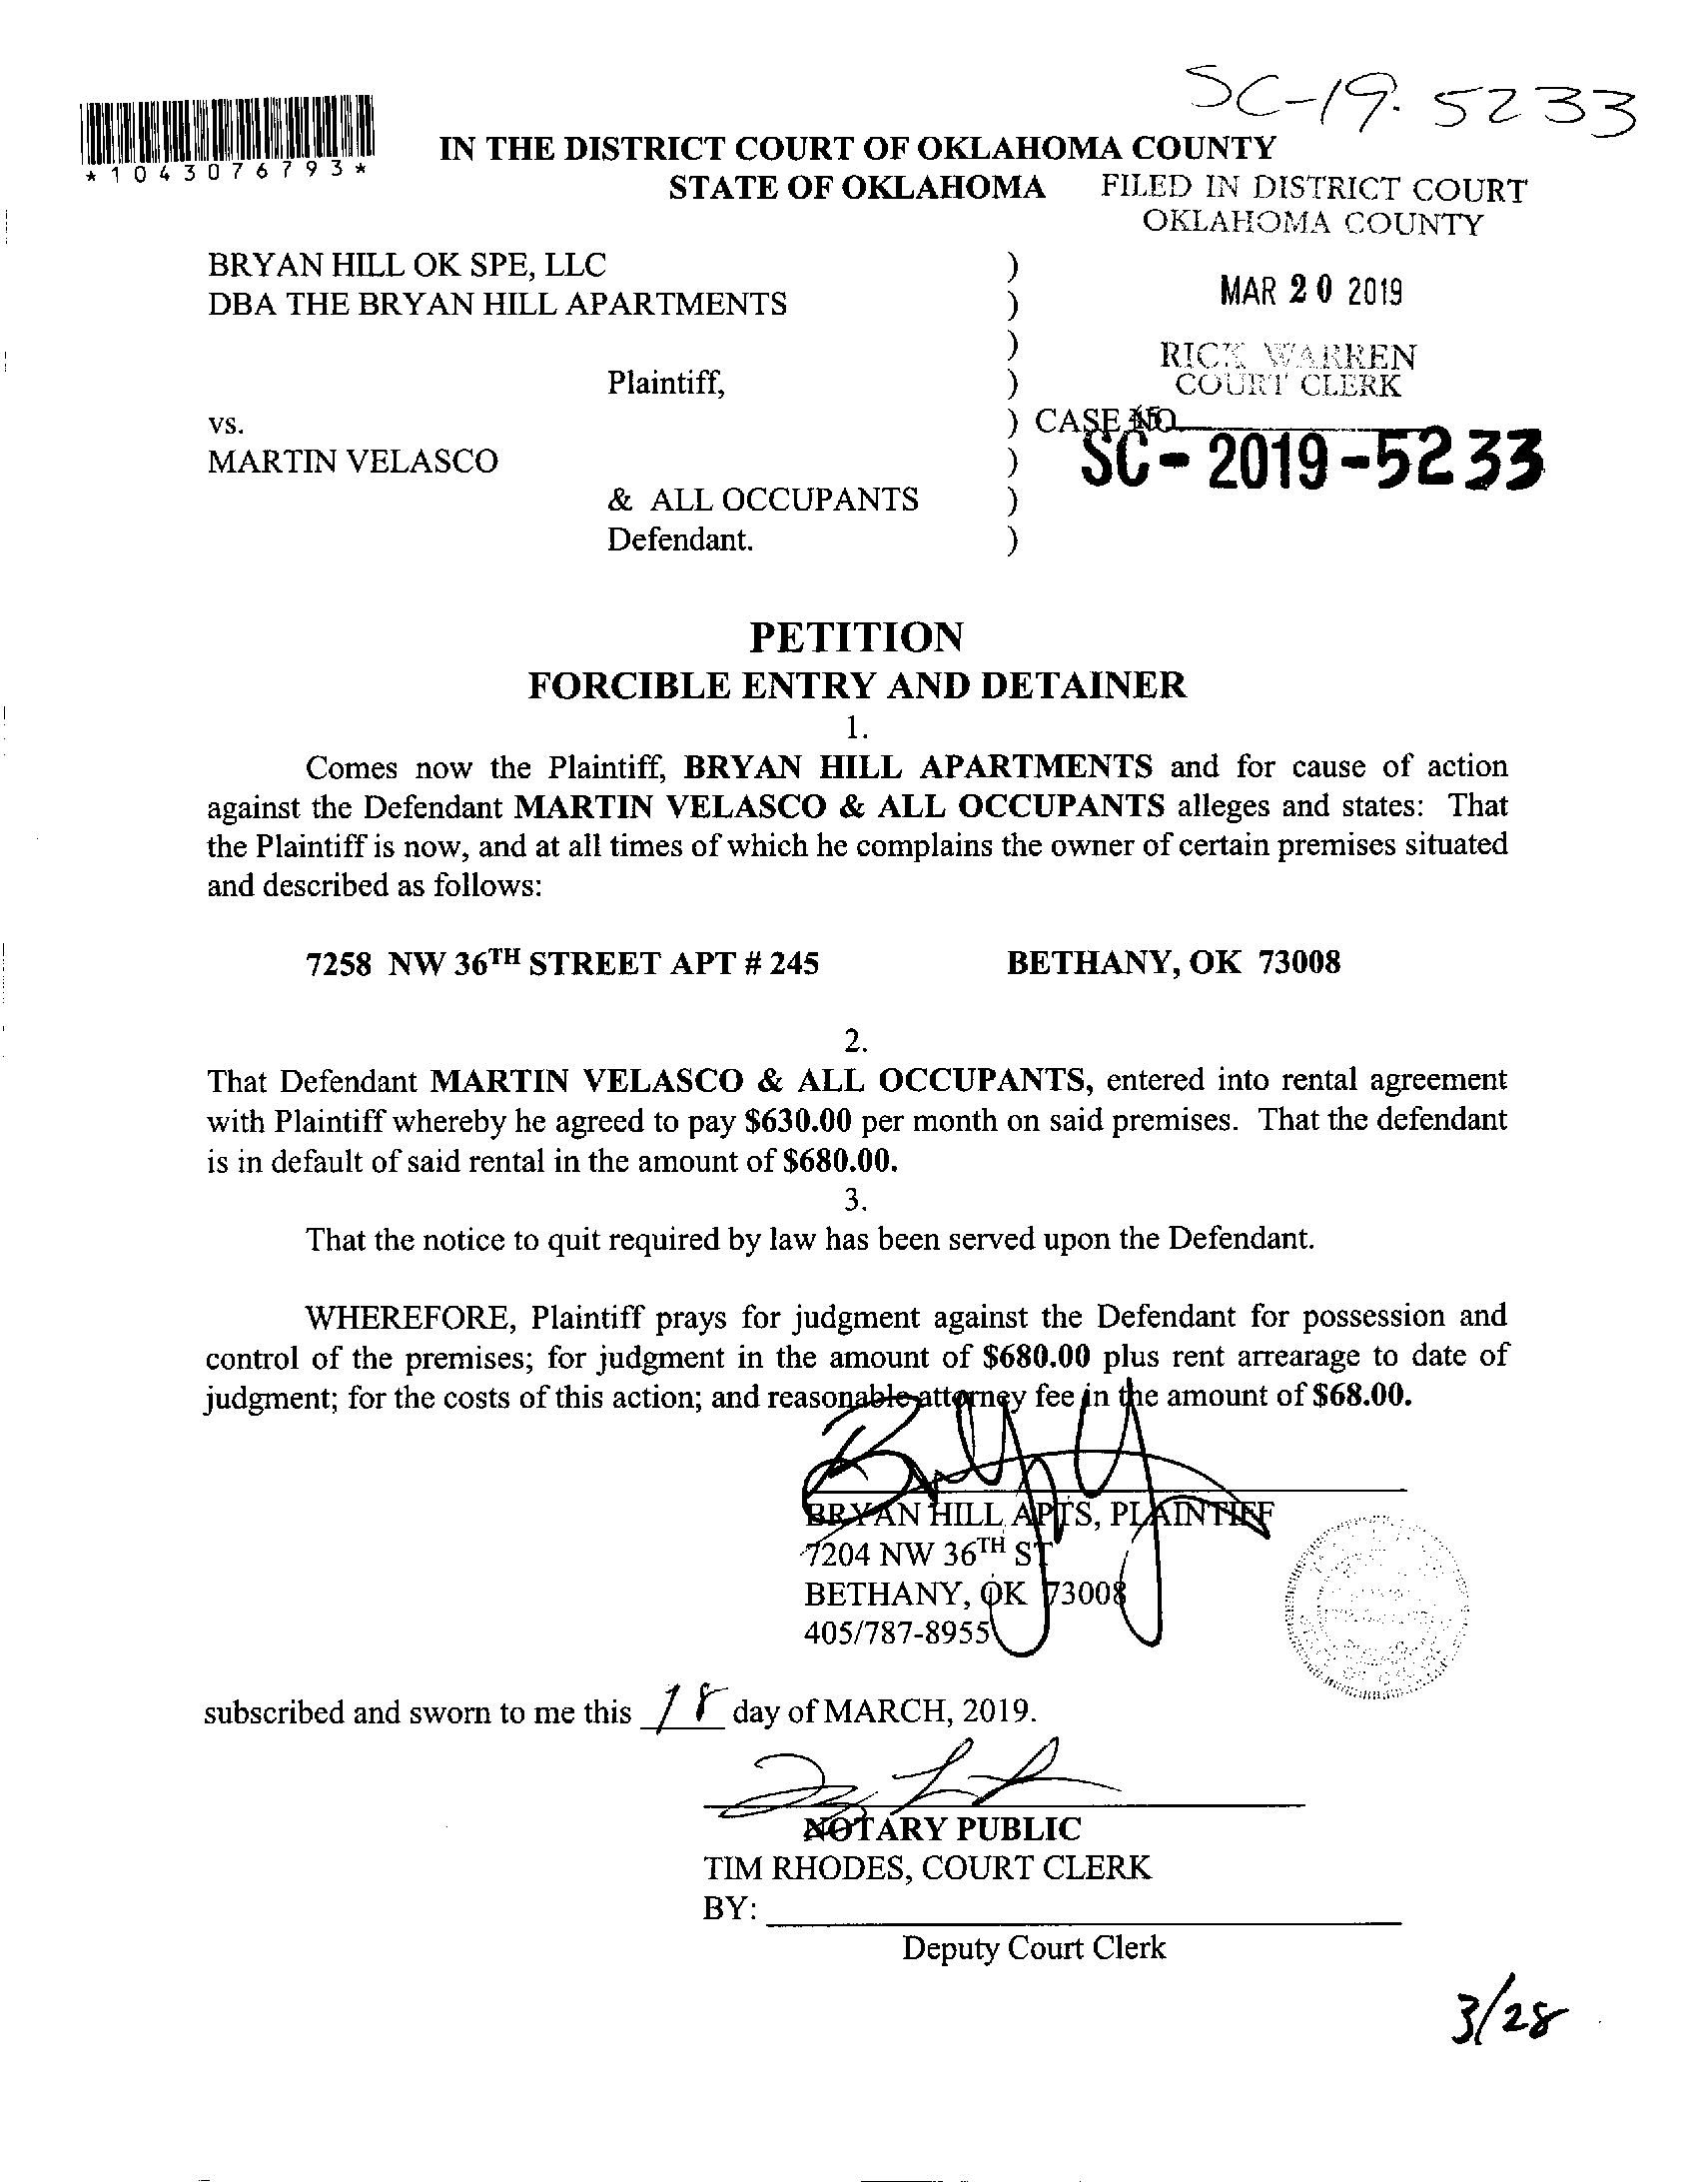 SC-19-5233
*1043076793*
IN THE DISTRICT COURT OF OKLAHOMA COUNTY
STATE OF OKLAHOMA
FILED IN DISTRICT COURT
OKLAHOMA COUNTY
BRYAN HILL OK SPE, LLC )
DBA THE BRYAN HILL APARTMENTS )
MAR 20 2019
)
RICK WARREN
COURT CLERK
Plaintiff, )
vs. ) CASE NO.
45
MARTIN VELASCO )
SC-2019-5233
& ALL OCCUPANTS )
Defendant. )
PETITION
FORCIBLE ENTRY AND DETAINER
1.
Comes now the Plaintiff, BRYAN HILL APARTMENTS and for cause of action
against the Defendant MARTIN VELASCO & ALL OCCUPANTS alleges and states: That
the Plaintiff is now, and at all times of which he complains the owner of certain premises situated
and described as follows:
7258 NW 36TH STREET APT # 245 BETHANY, OK 73008
2.
That Defendant MARTIN VELASCO & ALL OCCUPANTS, entered into rental agreement
with Plaintiff whereby he agreed to pay $630.00 per month on said premises. That the defendant
is in default of said rental in the amount of $680.00.
3.
That the notice to quit required by law has been served upon the Defendant.
WHEREFORE, Plaintiff prays for judgment against the Defendant for possession and
control of the premises; for judgment in the amount of $680.00 plus rent arrearage to date of
judgment; for the costs of this action; and reasonable attorney fee in the amount of $68.00.
BRYAN HILL APTS, PLAINTIFF
7204 NW 36TH ST
BETHANY, OK 73008
405/787-8955
subscribed and sworn to me this 18 day of MARCH, 2019.
NOTARY PUBLIC
TIM RHODES, COURT CLERK
BY:
Deputy Court Clerk
3/28